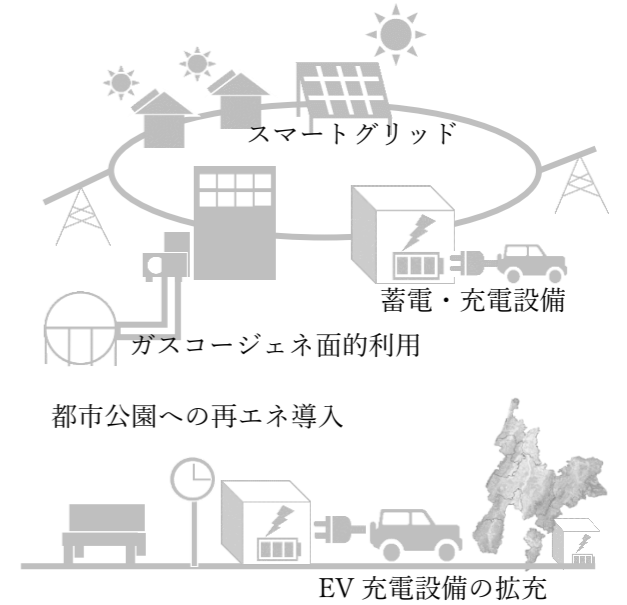 スマートグリッド
蓄電・充電設備
ガスコージェネ面的利用
都市公園への再エネ導入
EV 充電設備の拡充